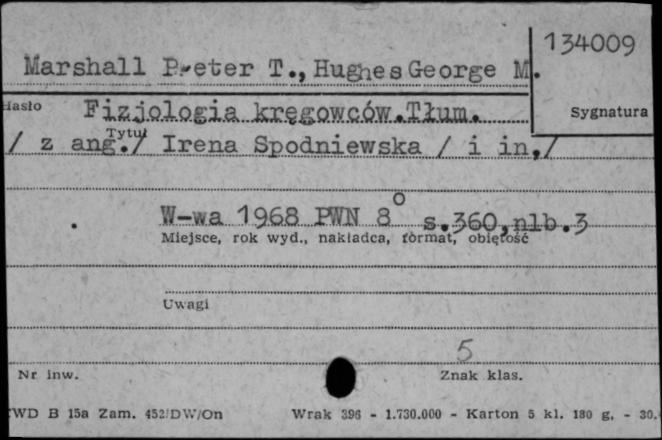 134009
Marshall Peter T., Hughes George M.
Hasło
Fizjologia kręgowców.Tłum.
Sygnatura
Tytuł
/ z ang./ Irena Spodniewska / i in,/
W-wa 1968 PWN 8° s.360,nlb.3
Miejsce, rok wyd., nakładca, format, objętość
Uwagi
5
Nr inw.
Znak klas.
WD B 15a Zam. 452/DW/On Wrak 396 - 1.730.000 - Karton 5 kl. 180 g. - 30.